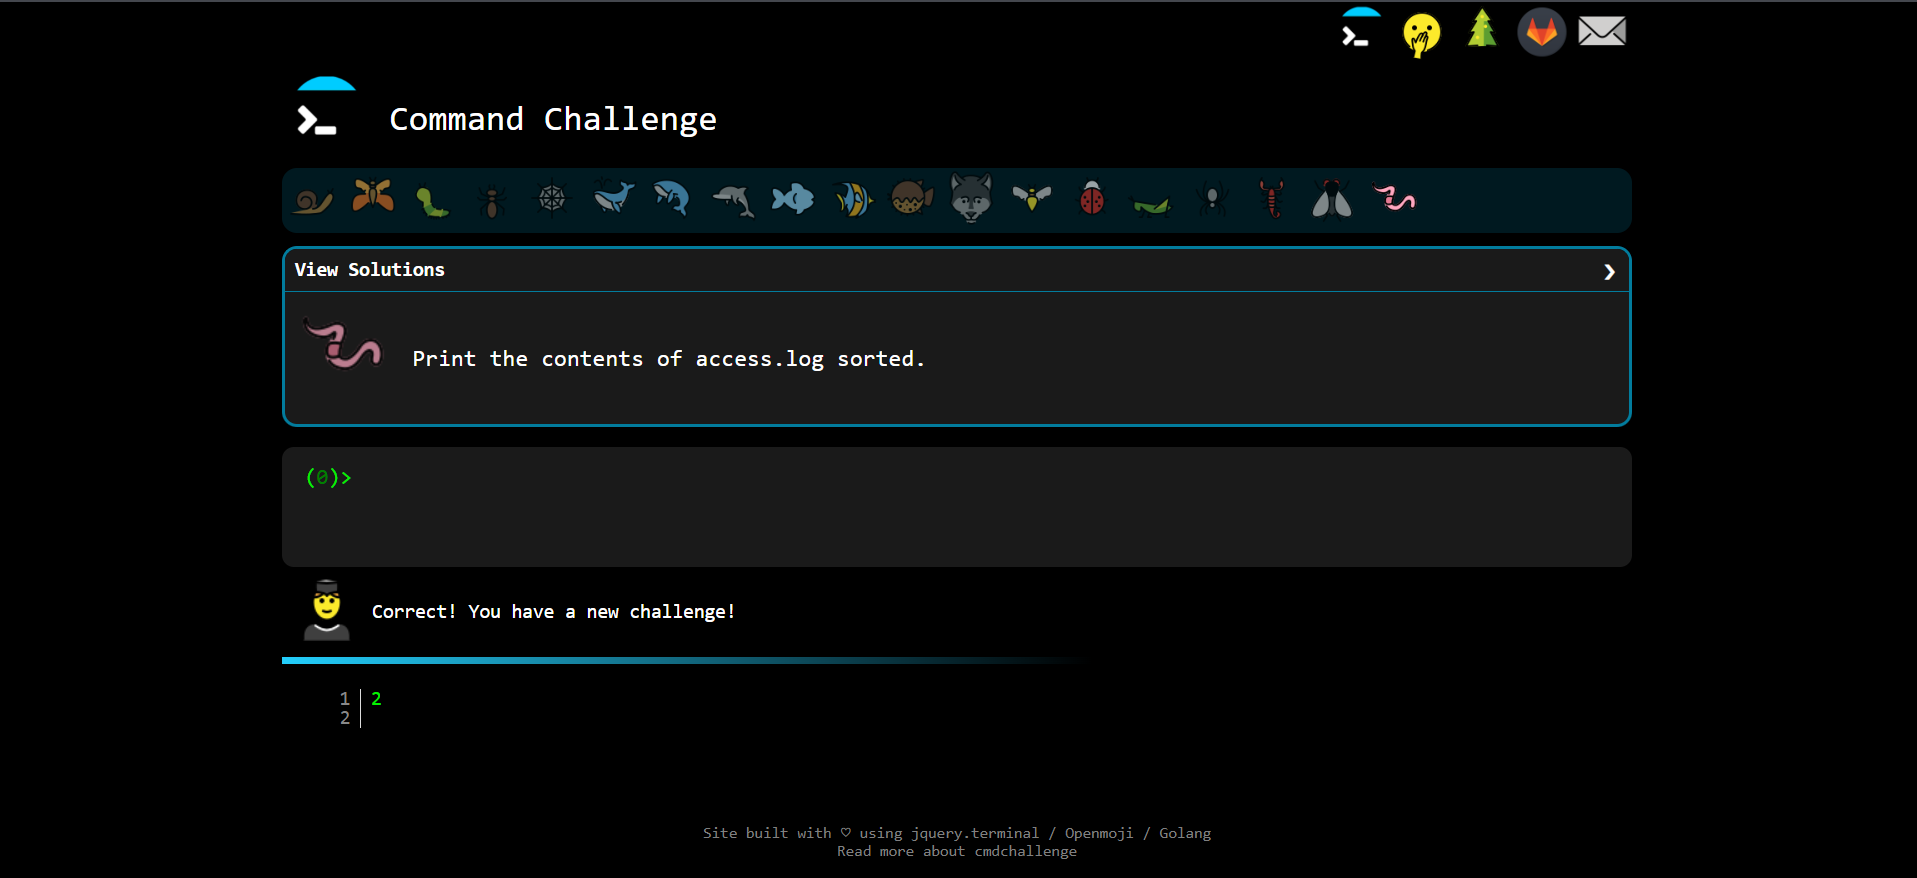 Command Challenge
View Solutions
Print the contents of access.log sorted.
(0)>
Correct! You have a new challenge!
1 2
2
Site built with ♡ using jquery.terminal / Openmoji / Golang
Read more about cmdchallenge